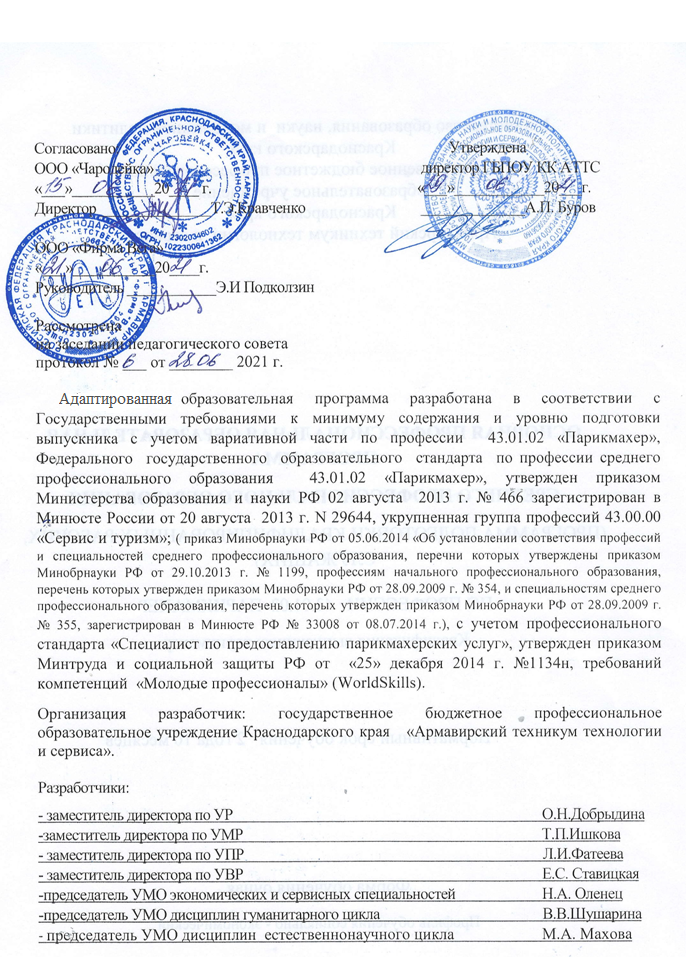 Согласовано
Утверждена
ООО «Чародейка»
директор ГБПОУ КК АТТС
«15» 06 2021 г.
«29» 06 2021 г.
Директор Т.Э.Кравченко
А.П. Буров
ООО «Фирма Вега»
«21» 06 2021 г.
Руководитель Э.И Подколзин
Рассмотрена
на заседании педагогического совета
протокол № 6 от 28.06 2021 г.
Адаптированная образовательная программа разработана в соответствии с
Государственными требованиями к минимуму содержания и уровню подготовки
выпускника с учетом вариативной части по профессии 43.01.02 «Парикмахер»,
Федерального государственного образовательного стандарта по профессии среднего
профессионального образования 43.01.02 «Парикмахер», утвержден приказом
Министерства образования и науки РФ 02 августа 2013 г. № 466 зарегистрирован в
Минюсте России от 20 августа 2013 г. N 29644, укрупненная группа профессий 43.00.00
«Сервис и туризм»; ( приказ Минобрнауки РФ от 05.06.2014 «Об установлении соответствия профессий
и специальностей среднего профессионального образования, перечни которых утверждены приказом
Минобрнауки РФ от 29.10.2013 г. № 1199, профессиям начального профессионального образования,
перечень которых утвержден приказом Минобрнауки РФ от 28.09.2009 г. № 354, и специальностям среднего
профессионального образования, перечень которых утвержден приказом Минобрнауки РФ от 28.09.2009 г.
№ 355, зарегистрирован в Минюсте РФ № 33008 от 08.07.2014 г.), с учетом профессионального
стандарта «Специалист по предоставлению парикмахерских услуг», утвержден приказом
Минтруда и социальной защиты РФ от «25» декабря 2014 г. №1134н, требований
компетенций «Молодые профессионалы» (WorldSkills).
Организация разработчик: государственное бюджетное профессиональное
образовательное учреждение Краснодарского края «Армавирский техникум технологии
и сервиса».
Разработчики:
- заместитель директора по УР О.Н.Добрыдина
-заместитель директора по УМР Т.П.Ишкова
- заместитель директора по УПР Л.И.Фатеева
- заместитель директора по УВР Е.С. Ставицкая
-председатель УМО экономических и сервисных специальностей Н.А. Оленец
-председатель УМО дисциплин гуманитарного цикла В.В.Шушарина
- председатель УМО дисциплин естественнонаучного цикла М.А. Махова